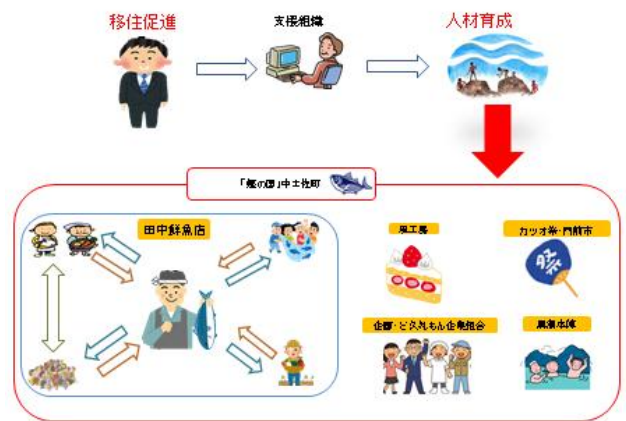 移住促進
支援組織
人材育成
「鰹の国」中土佐町
田中鮮魚店
風工房
カツオ祭・門前市
祭
企画・ど久礼もん企業組合
黒潮本陣